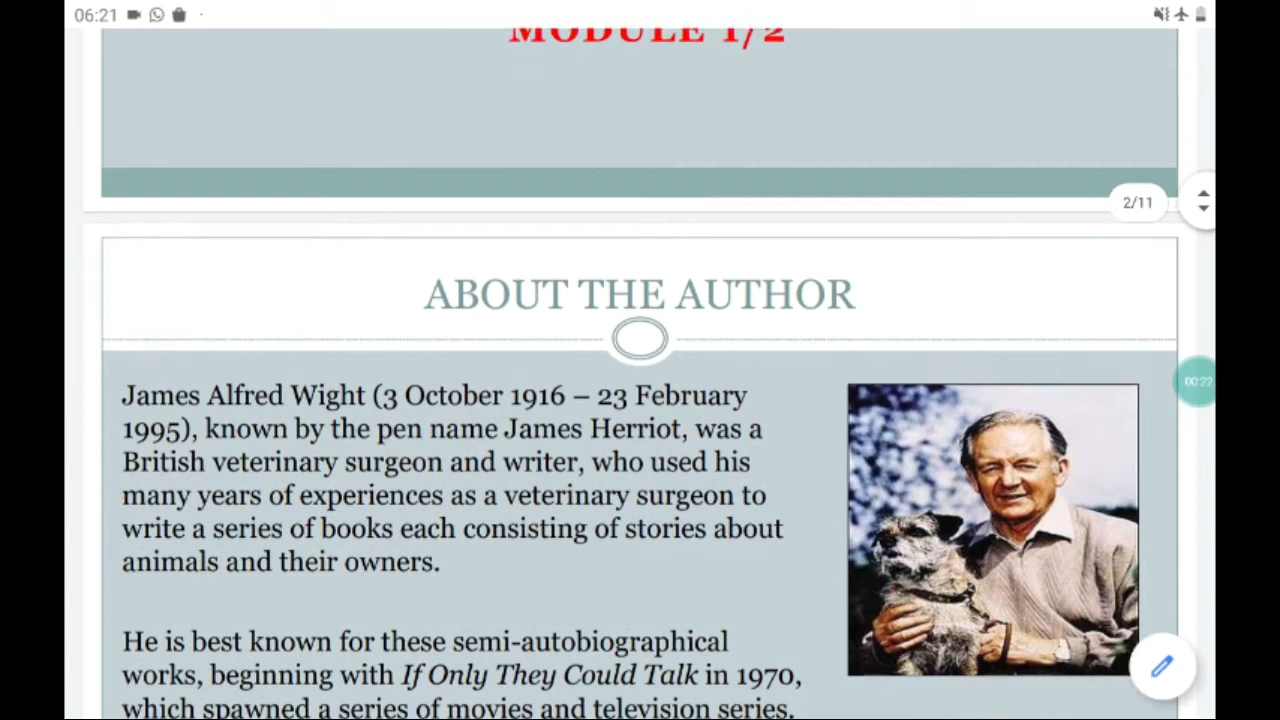 06:21
MODULE 1/2
2/11
ABOUT THE AUTHOR
00:22
James Alfred Wight (3 October 1916 – 23 February
1995), known by the pen name James Herriot, was a
British veterinary surgeon and writer, who used his
many years of experiences as a veterinary surgeon to
write a series of books each consisting of stories about
animals and their owners.
He is best known for these semi-autobiographical
works, beginning with If Only They Could Talk in 1970,
which spawned a series of movies and television series.